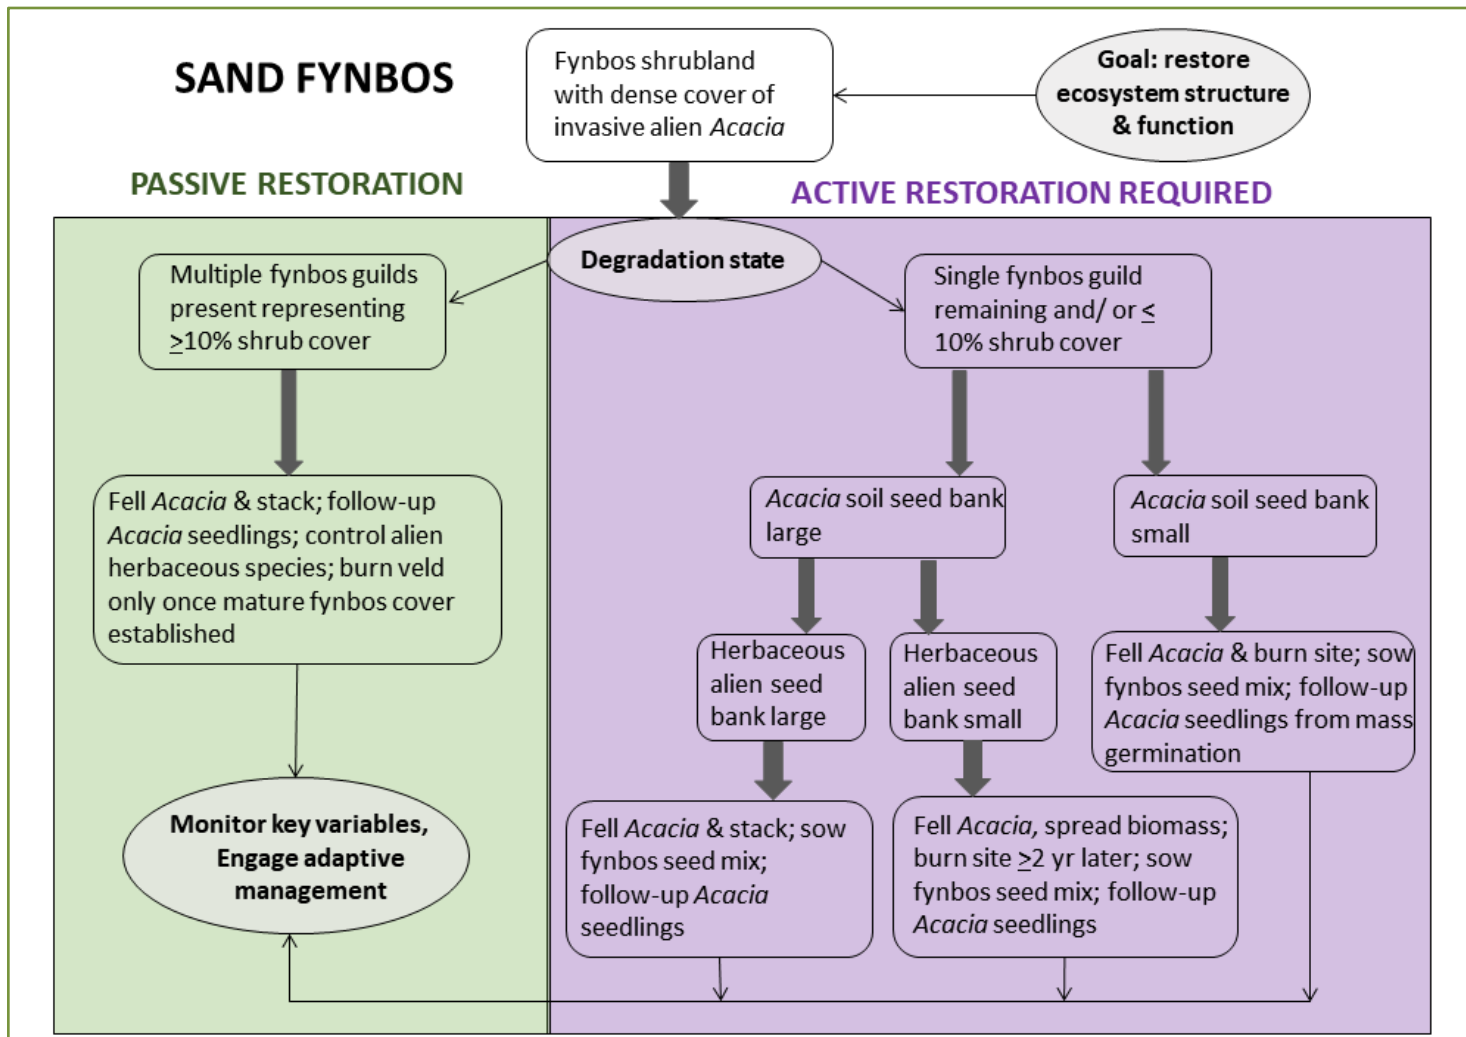 SAND FYNBOS
Fynbos shrubland
with dense cover of
invasive alien Acacia
Goal: restore
ecosystem structure
& function
PASSIVE RESTORATION
ACTIVE RESTORATION REQUIRED
Degradation state
Multiple fynbos guilds
present representing
≥10% shrub cover
Single fynbos guild
remaining and/ or ≤
10% shrub cover
Fell Acacia & stack; follow-up
Acacia seedlings; control alien
herbaceous species; burn veld
only once mature fynbos cover
established
Acacia soil seed bank
large
Acacia soil seed bank
small
Herbaceous
alien seed
bank large
Herbaceous
alien seed
bank small
Fell Acacia & burn site; sow
fynbos seed mix; follow-up
Acacia seedlings from mass
germination
Monitor key variables,
Engage adaptive
management
Fell Acacia & stack; sow
fynbos seed mix;
follow-up Acacia
seedlings
Fell Acacia, spread biomass;
burn site ≥2 yr later; sow
fynbos seed mix; follow-up
Acacia seedlings